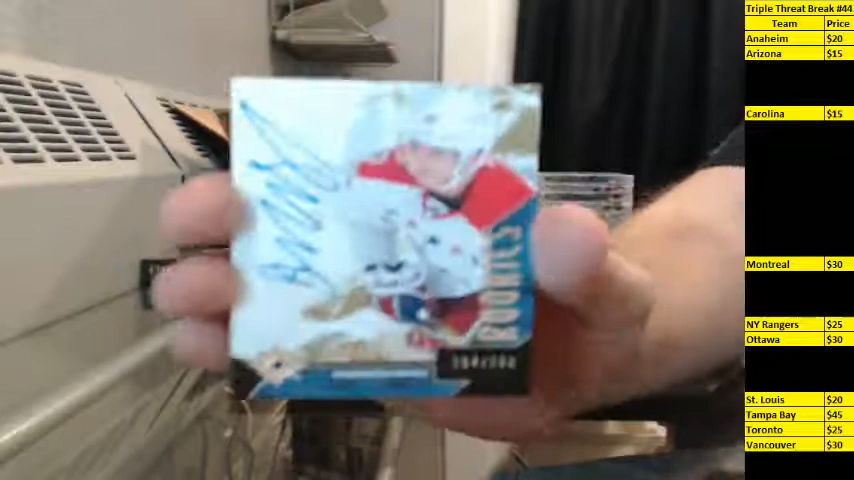 Triple Threat Break #44
Team Price
Anaheim $20
Arizona $15
Carolina $15
Montreal $30
NY Rangers $25
Ottawa $30
St. Louis $20
Tampa Bay $45
Toronto $25
Vancouver $30
ROOKIES